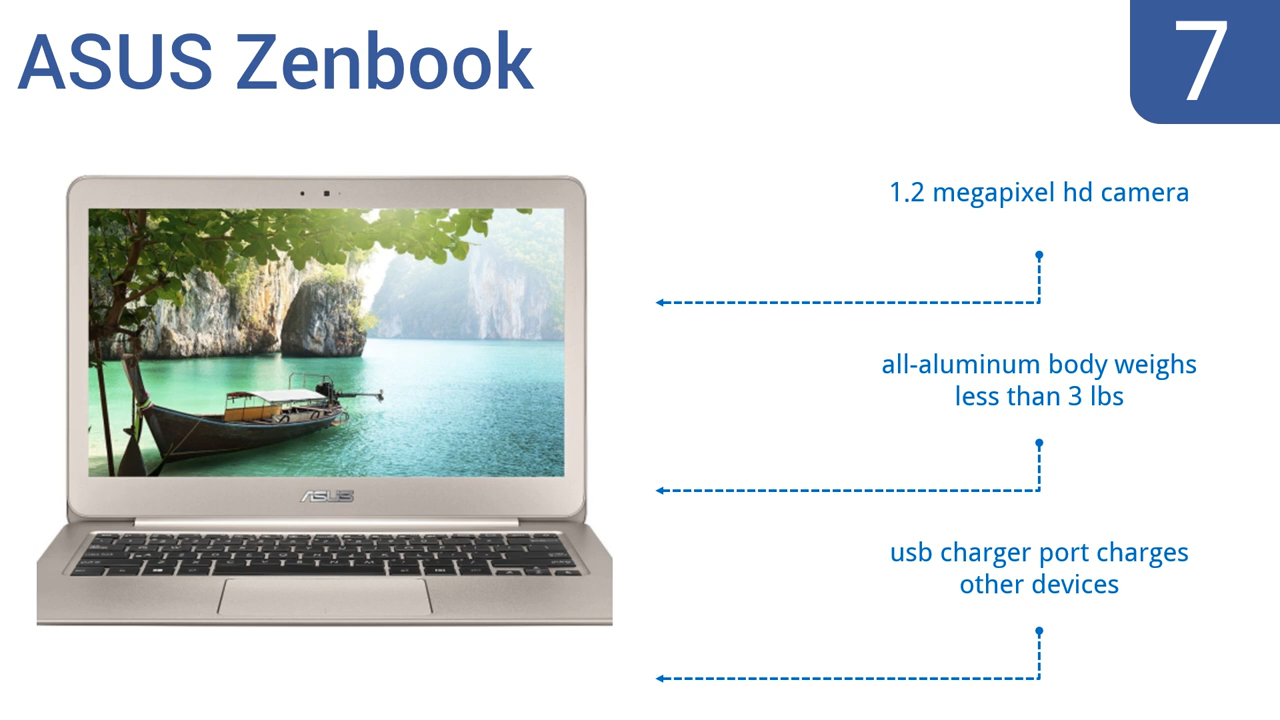 ASUS Zenbook
7
1.2 megapixel hd camera
all-aluminum body weighs
less than 3 lbs
usb charger port charges
other devices
ASUS